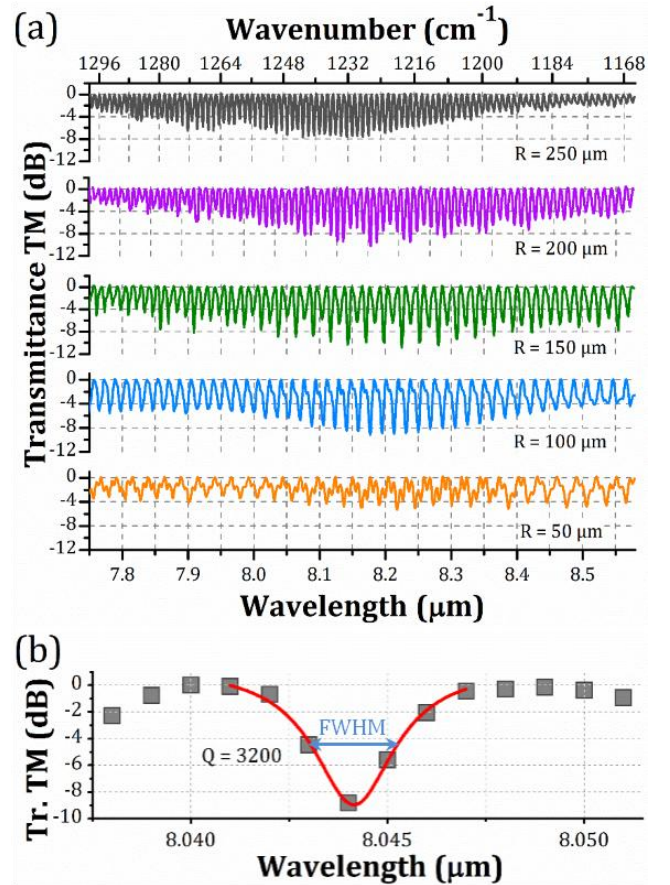 (a)
Wavenumber (cm⁻¹)
1296 1280 1264 1248 1232 1216 1200 1184 1168
Transmittance TM (dB)
0
-4
-8
-12
R = 250 μm
0
-4
-8
-12
R = 200 μm
0
-4
-8
-12
R = 150 μm
0
-4
-8
-12
R = 100 μm
0
-4
-8
-12
R = 50 μm
7.8 7.9 8.0 8.1 8.2 8.3 8.4 8.5
Wavelength (μm)
(b)
Tr. TM (dB)
0
-2
-4
-6
-8
-10
FWHM
Q = 3200
8.040 8.045 8.050
Wavelength (μm)